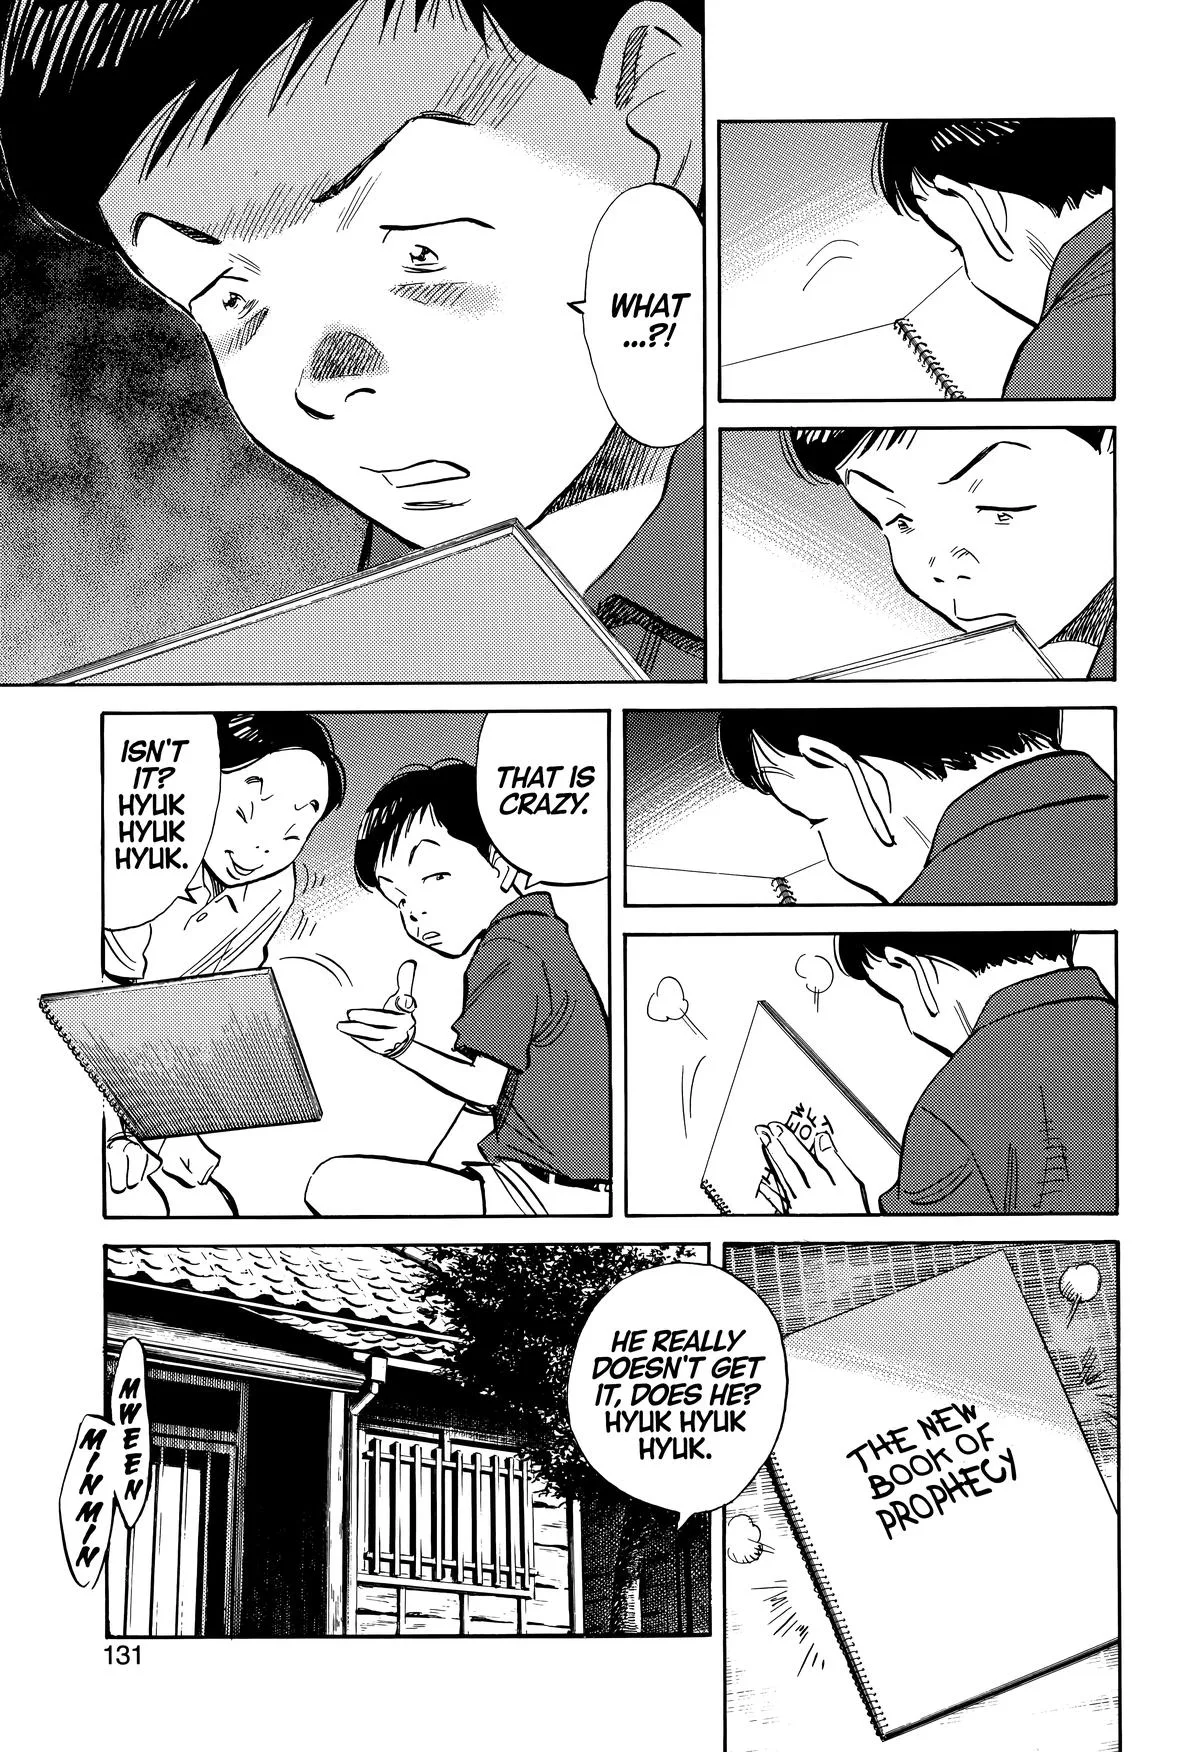 WHAT
...?!
THAT IS
CRAZY.
ISN'T
IT?
HYUK
HYUK
HYUK.
THE NEW
BOOK OF
PROPHECY
HE REALLY
DOESN'T GET
IT, DOES HE?
HYUK HYUK
HYUK.
MWEEN
MINMIN
131